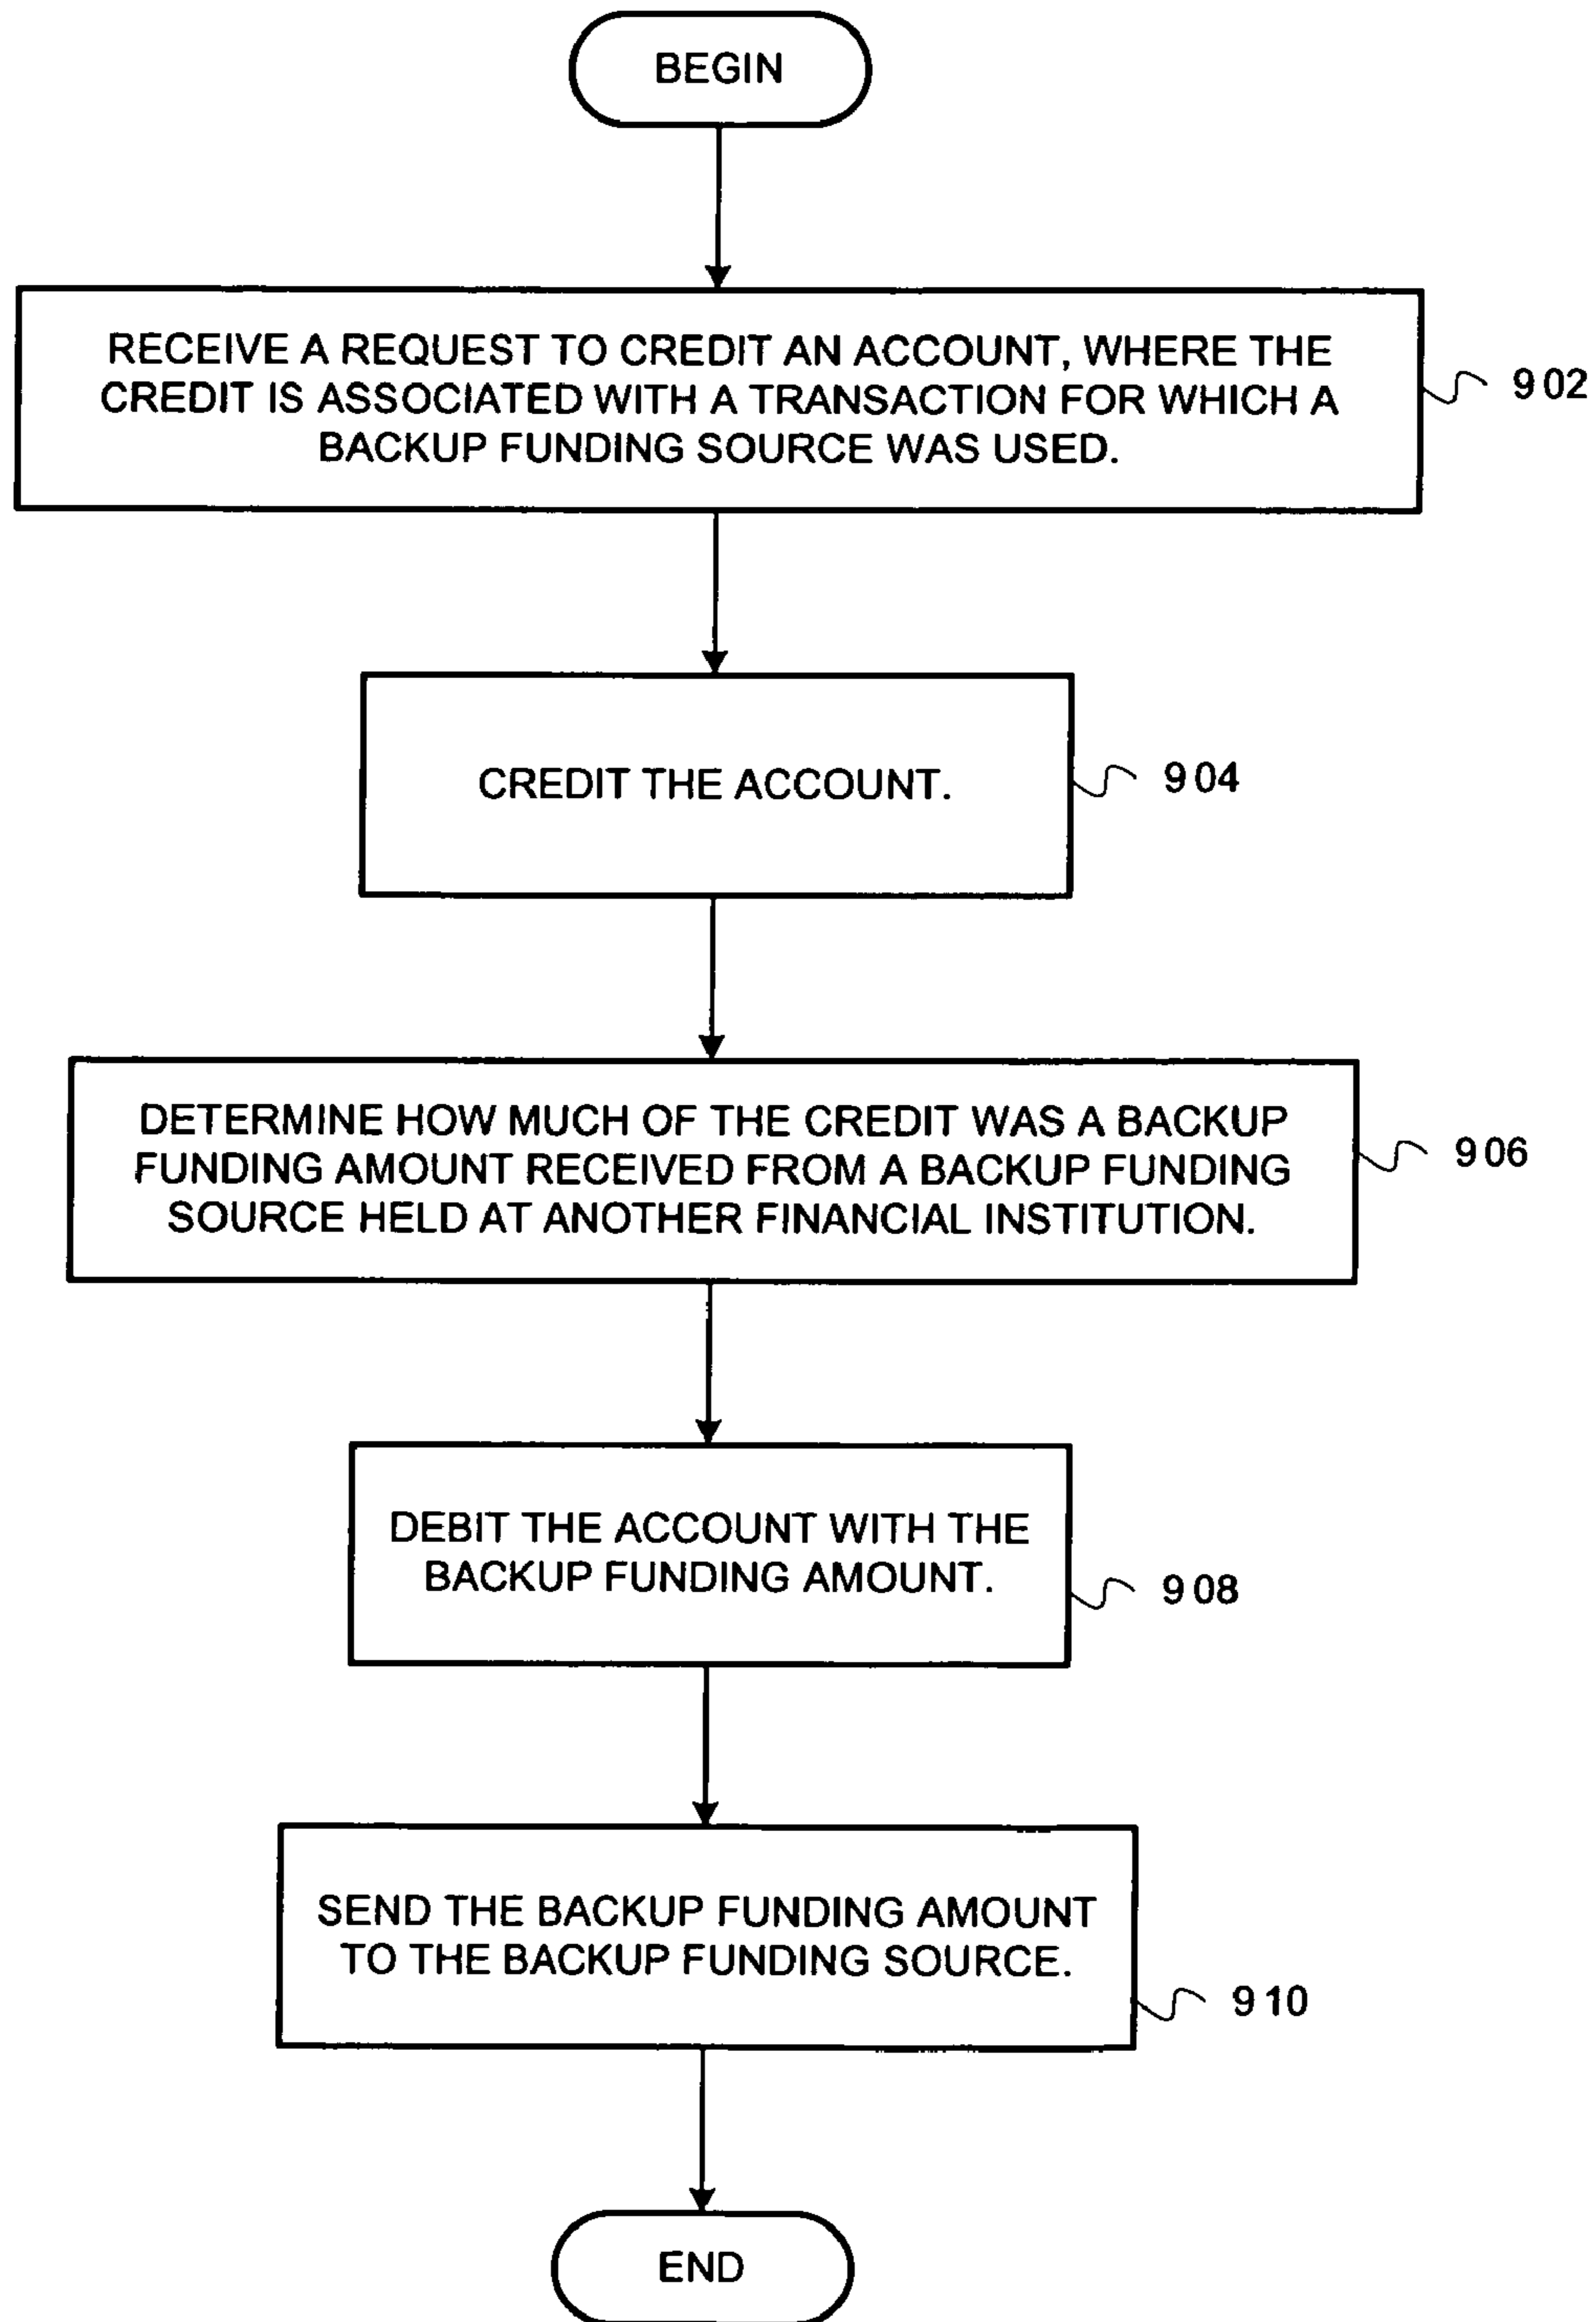 BEGIN
RECEIVE A REQUEST TO CREDIT AN ACCOUNT, WHERE THE
CREDIT IS ASSOCIATED WITH A TRANSACTION FOR WHICH A
BACKUP FUNDING SOURCE WAS USED.
902
CREDIT THE ACCOUNT.
904
DETERMINE HOW MUCH OF THE CREDIT WAS A BACKUP
FUNDING AMOUNT RECEIVED FROM A BACKUP FUNDING
SOURCE HELD AT ANOTHER FINANCIAL INSTITUTION.
906
DEBIT THE ACCOUNT WITH THE
BACKUP FUNDING AMOUNT.
908
SEND THE BACKUP FUNDING AMOUNT
TO THE BACKUP FUNDING SOURCE.
910
END